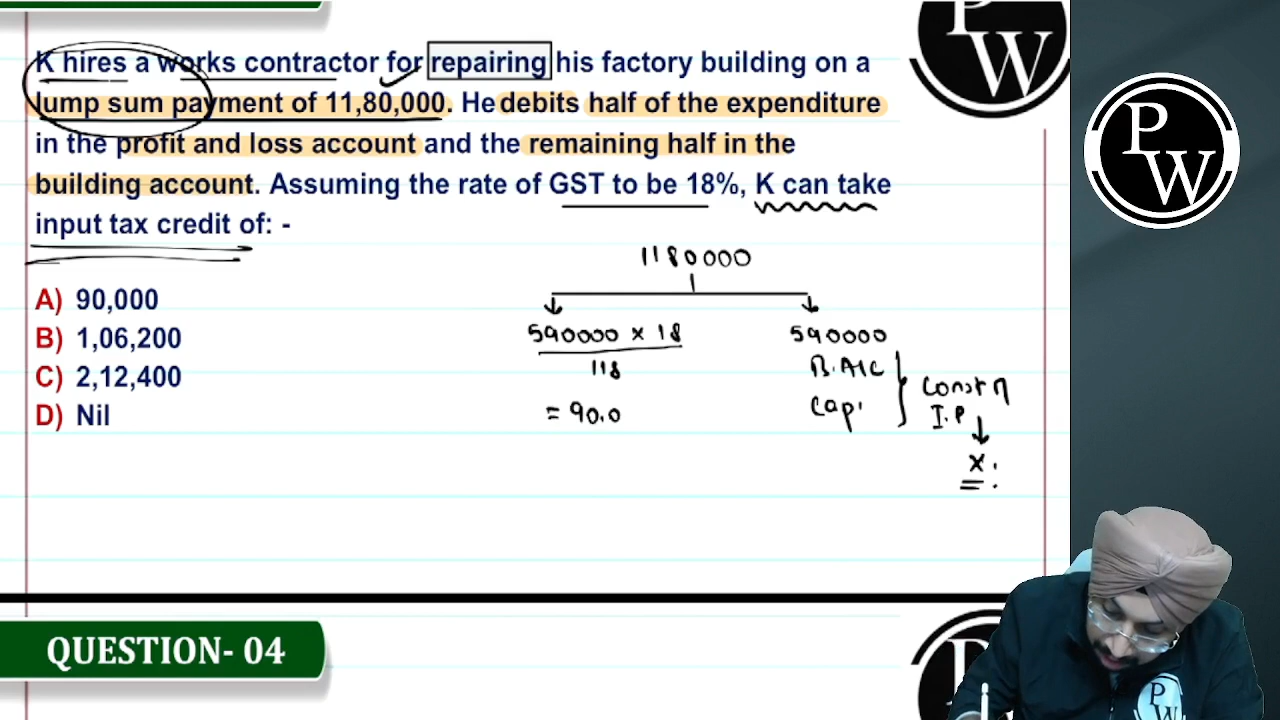 K hires a works contractor for repairing his factory building on a
lump sum payment of 11,80,000. He debits half of the expenditure
in the profit and loss account and the remaining half in the
building account. Assuming the rate of GST to be 18%, K can take
input tax credit of: -
A) 90,000
B) 1,06,200
C) 2,12,400
D) Nil
1180000
590000 x 18
118
= 90.0
590000
B. A/C
Cap.
Const n
I.P
x
QUESTION- 04
P
W
P
W
P
W
P
W